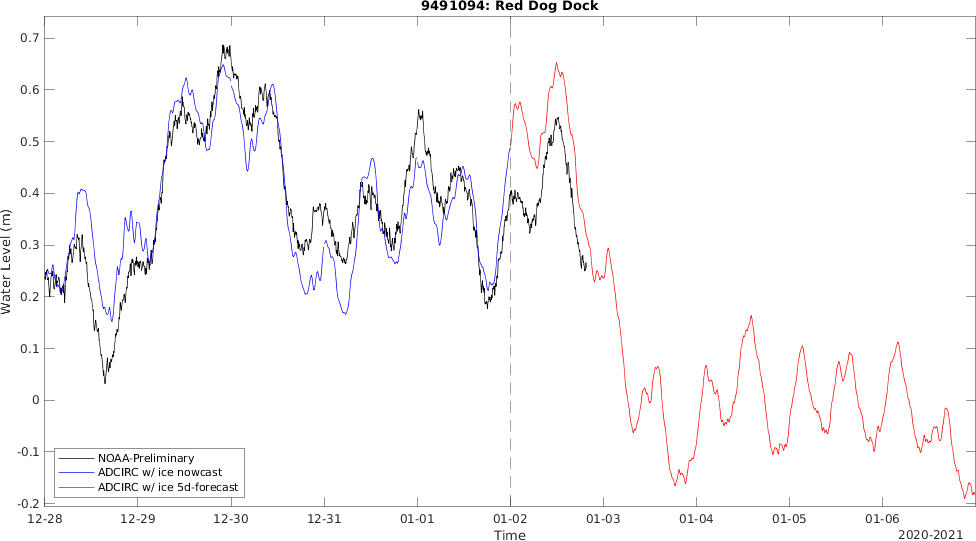 9491094: Red Dog Dock
Water Level (m)
0.7
0.6
0.5
0.4
0.3
0.2
0.1
0
-0.1
-0.2
NOAA-Preliminary
ADCIRC w/ ice nowcast
ADCIRC w/ ice 5d-forecast
12-28 12-29 12-30 12-31 01-01 01-02 01-03 01-04 01-05 01-06
Time
2020-2021